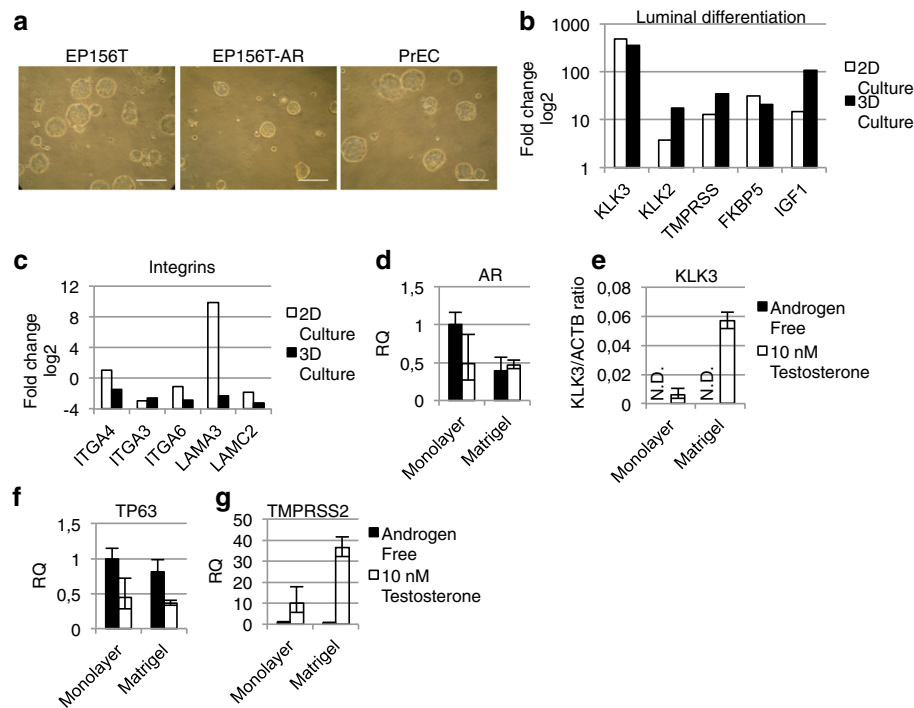 a
EP156T
EP156T-AR
PrEC
b
Luminal differentiation
Fold change
log2
1000
100
10
1
KLK3
KLK2
TMPRSS
FKBP5
IGF1
2D
Culture
3D
Culture
c
Integrins
Fold change
log2
12
8
4
0
-4
ITGA4
ITGA3
ITGA6
LAMA3
LAMC2
2D
Culture
3D
Culture
d
AR
RQ
1,5
1
0,5
0
Monolayer
Matrigel
e
KLK3
KLK3/ACTB ratio
0,08
0,06
0,04
0,02
0
N.D.
N.D.
Monolayer
Matrigel
Androgen
Free
10 nM
Testosterone
f
TP63
RQ
1,5
1
0,5
0
Monolayer
Matrigel
g
TMPRSS2
RQ
50
40
30
20
10
0
Monolayer
Matrigel
Androgen
Free
10 nM
Testosterone